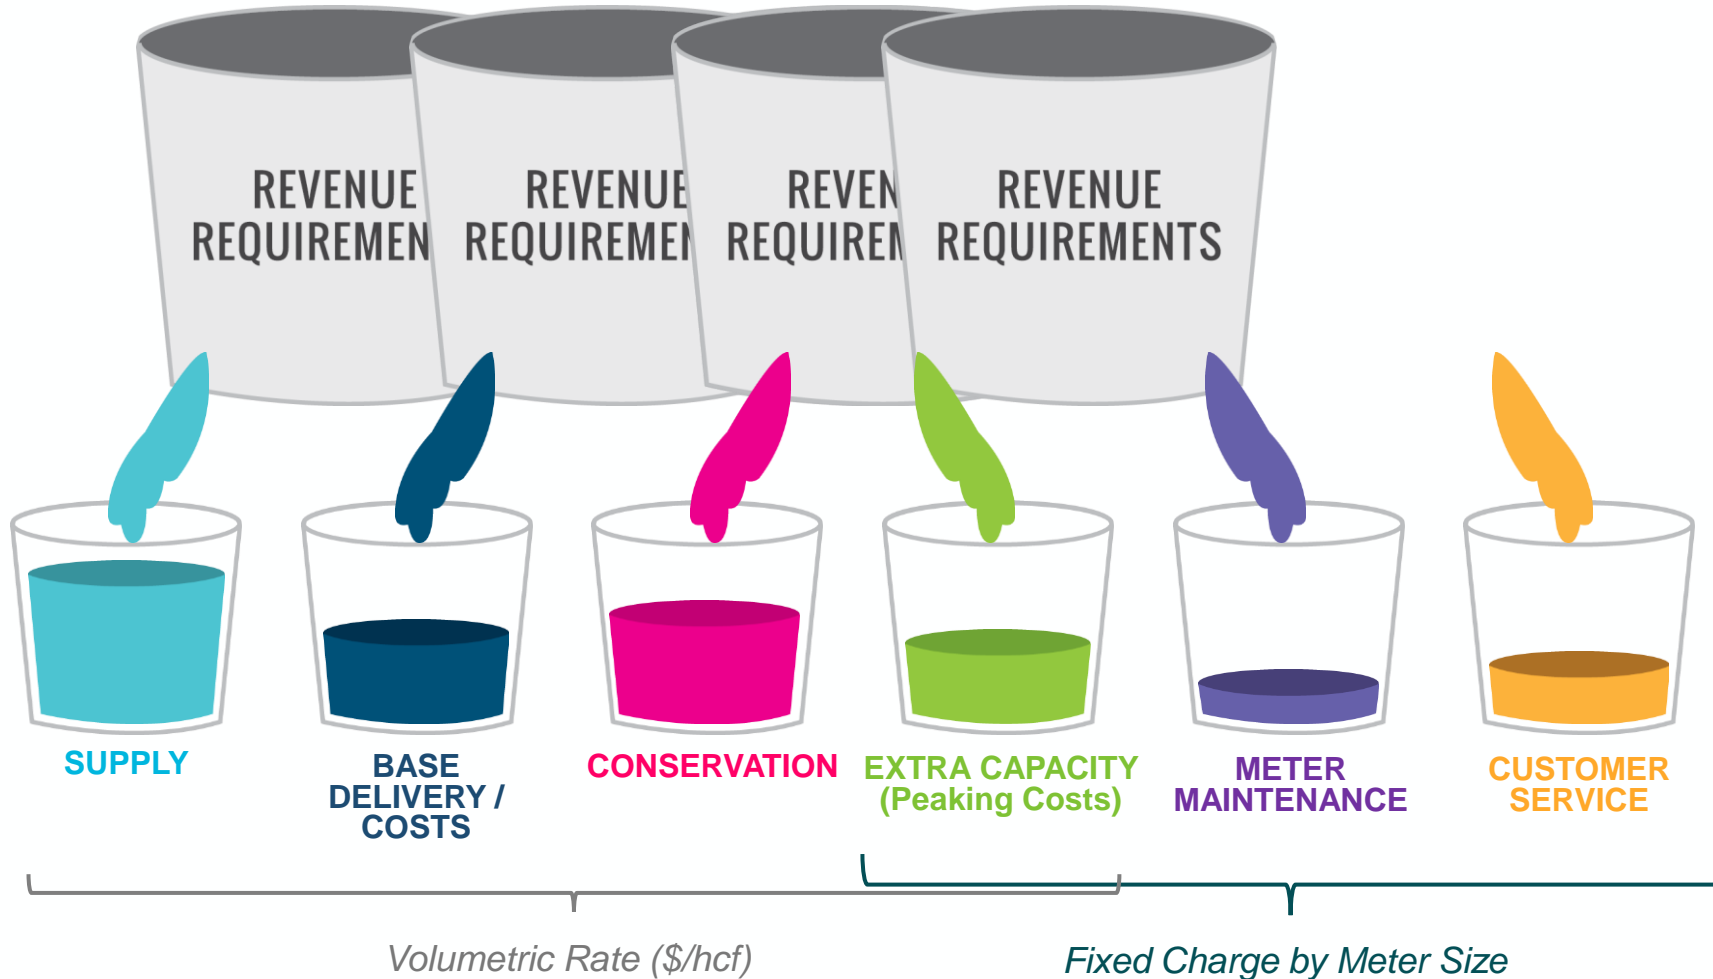 REVENUE
REQUIREMEN
REVENUE
REQUIREMEN
REVEN
REQUIREM
REVENUE
REQUIREMENTS
SUPPLY
BASE
DELIVERY /
COSTS
CONSERVATION
EXTRA CAPACITY
(Peaking Costs)
METER
MAINTENANCE
CUSTOMER
SERVICE
Volumetric Rate ($/hcf)
Fixed Charge by Meter Size